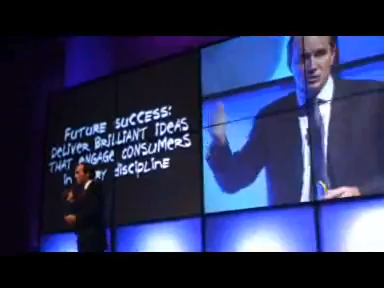 FUTURE SUCCESS:
DELIVER BRILLIANT IDEAS
THAT ENGAGE CONSUMERS
IN discipline